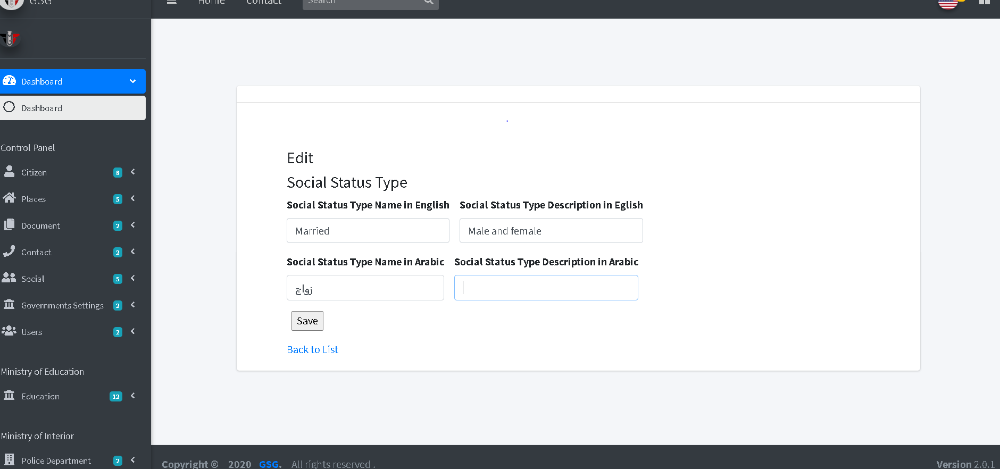 GSG
Home Contact Search
Dashboard
Dashboard
Control Panel
Citizen 8
Places 5
Document 2
Contact 2
Social 5
Governments Settings 2
Users 2
Ministry of Education
Education 12
Ministry of Interior
Police Department 2
Edit
Social Status Type
Social Status Type Name in English Social Status Type Description in Eglish
Married Male and female
Social Status Type Name in Arabic Social Status Type Description in Arabic
زواج
Save
Back to List
Copyright © 2020 GSG. All rights reserved .
Version 2.0.1